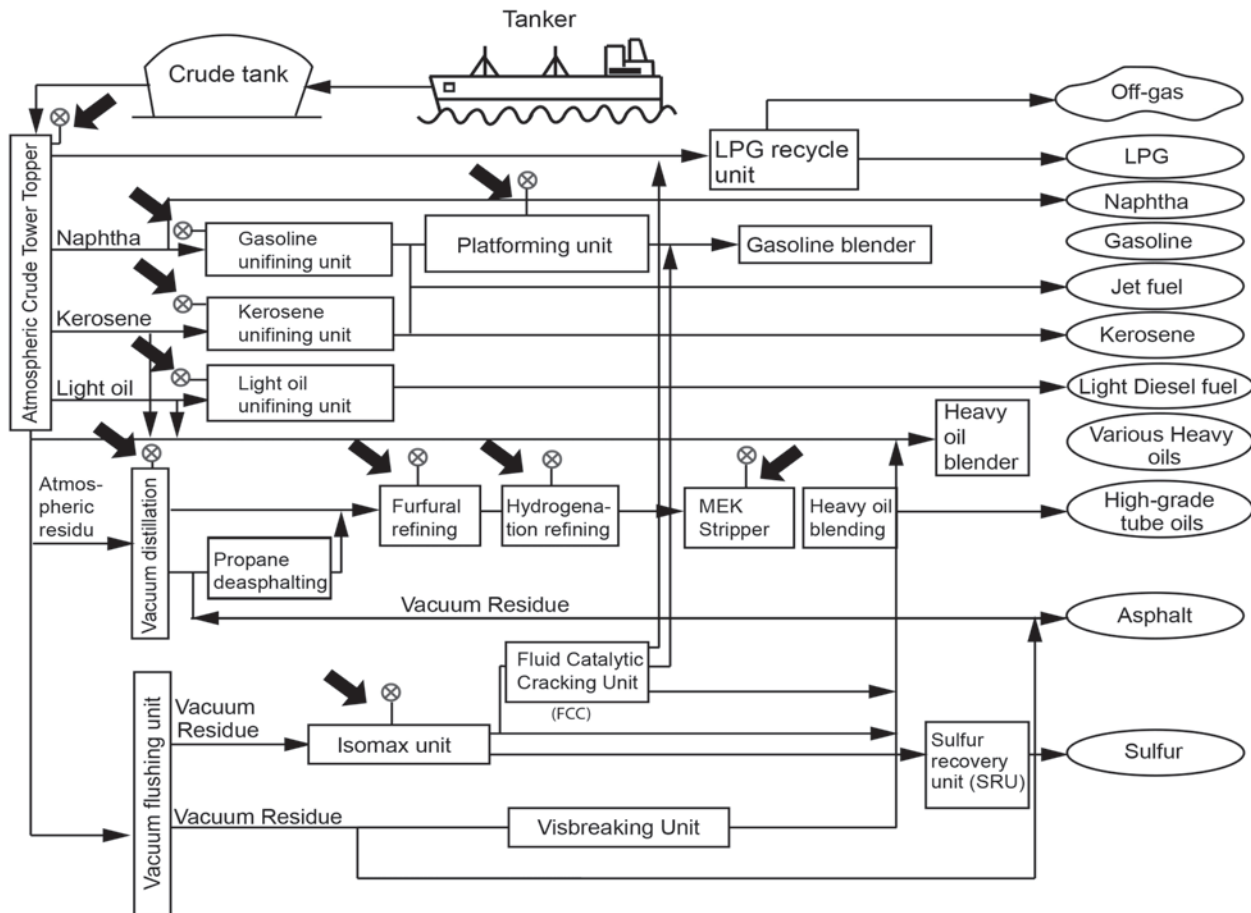 Tanker
Crude tank
Off-gas
LPG recycle
unit
LPG
Atmospheric Crude Tower Topper
Naphtha
Naphtha
Gasoline
unifining unit
Platforming unit
Gasoline blender
Gasoline
Jet fuel
Kerosene
Kerosene
unifining unit
Kerosene
Light oil
Light oil
unifining unit
Light Diesel fuel
Heavy
oil
blender
Various Heavy
oils
Atmos-
pheric
residu
Vacuum distillation
Furfural
refining
Hydrogena-
tion refining
MEK
Stripper
Heavy oil
blending
High-grade
tube oils
Propane
deasphalting
Vacuum Residue
Asphalt
Fluid Catalytic
Cracking Unit
(FCC)
Vacuum flushing unit
Vacuum
Residue
Isomax unit
Sulfur
recovery
unit (SRU)
Sulfur
Vacuum Residue
Visbreaking Unit